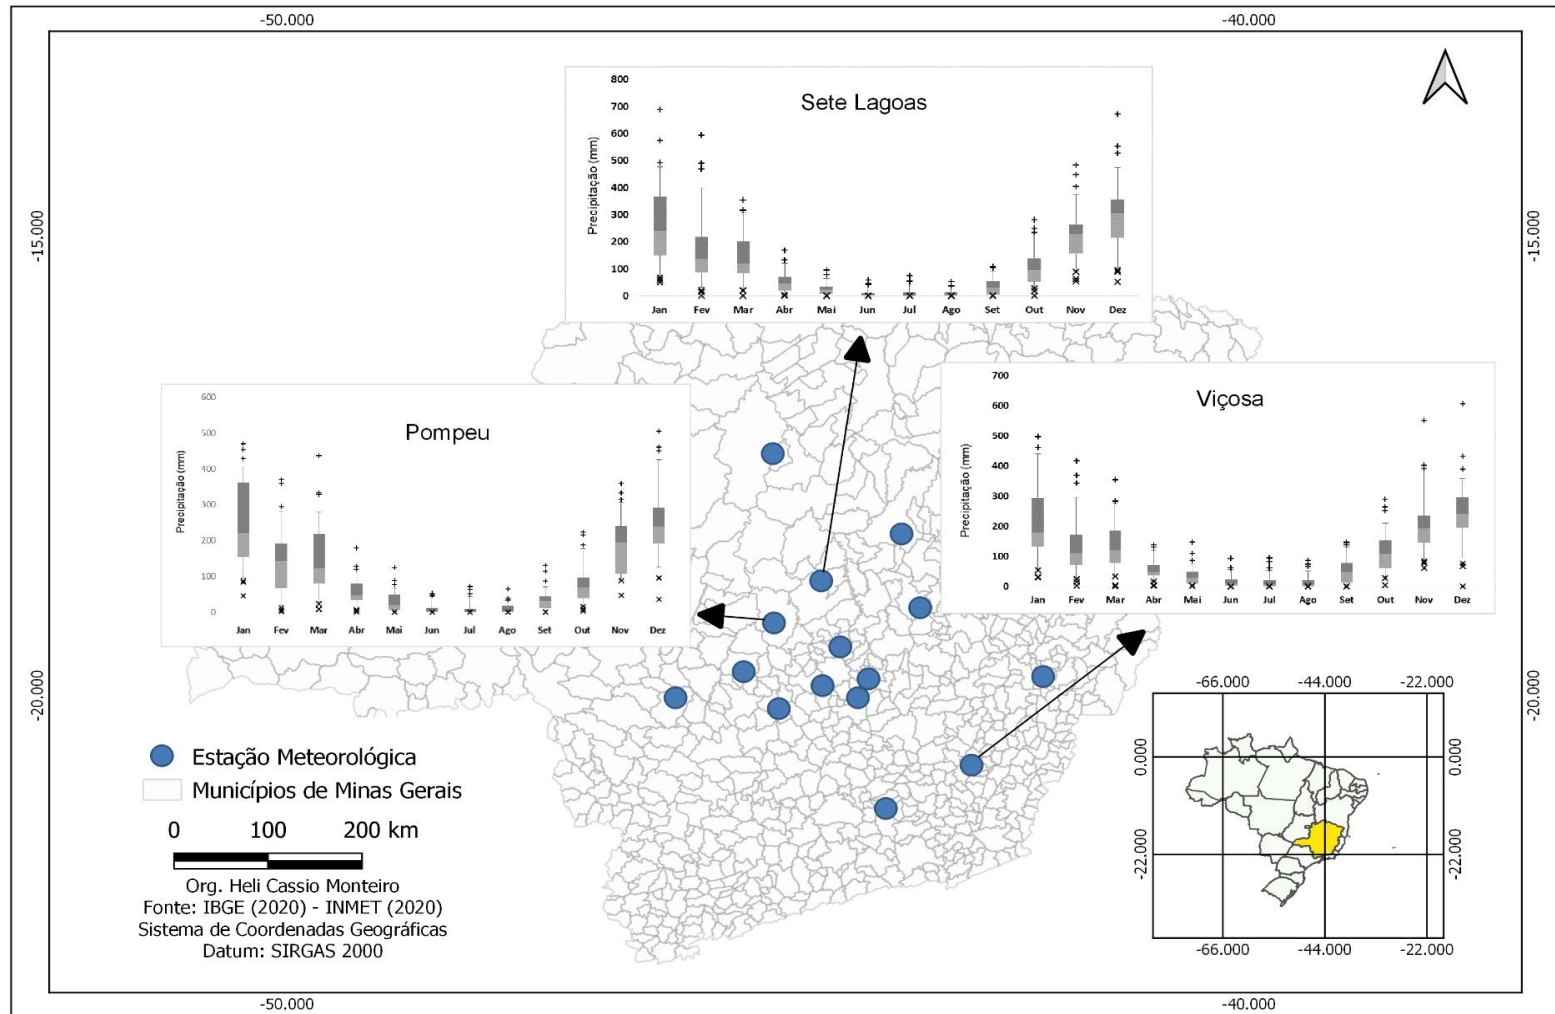 -50.000
-40.000
-15.000
-15.000
Sete Lagoas
Precipitação (mm)
800
700
600
500
400
300
200
100
0
Jan Fev Mar Abr Mai Jun Jul Ago Set Out Nov Dez
Pompeu
Precipitação (mm)
600
500
400
300
200
100
0
Jan Fev Mar Abr Mai Jun Jul Ago Set Out Nov Dez
Viçosa
Precipitação (mm)
700
600
500
400
300
200
100
0
Jan Fev Mar Abr Mai Jun Jul Ago Set Out Nov Dez
-20.000
-20.000
Estação Meteorológica
Municípios de Minas Gerais
0 100 200 km
Org. Heli Cassio Monteiro
Fonte: IBGE (2020) - INMET (2020)
Sistema de Coordenadas Geográficas
Datum: SIRGAS 2000
-66.000 -44.000 -22.000
0.000
0.000
-22.000
-22.000
-66.000 -44.000 -22.000
-50.000
-40.000